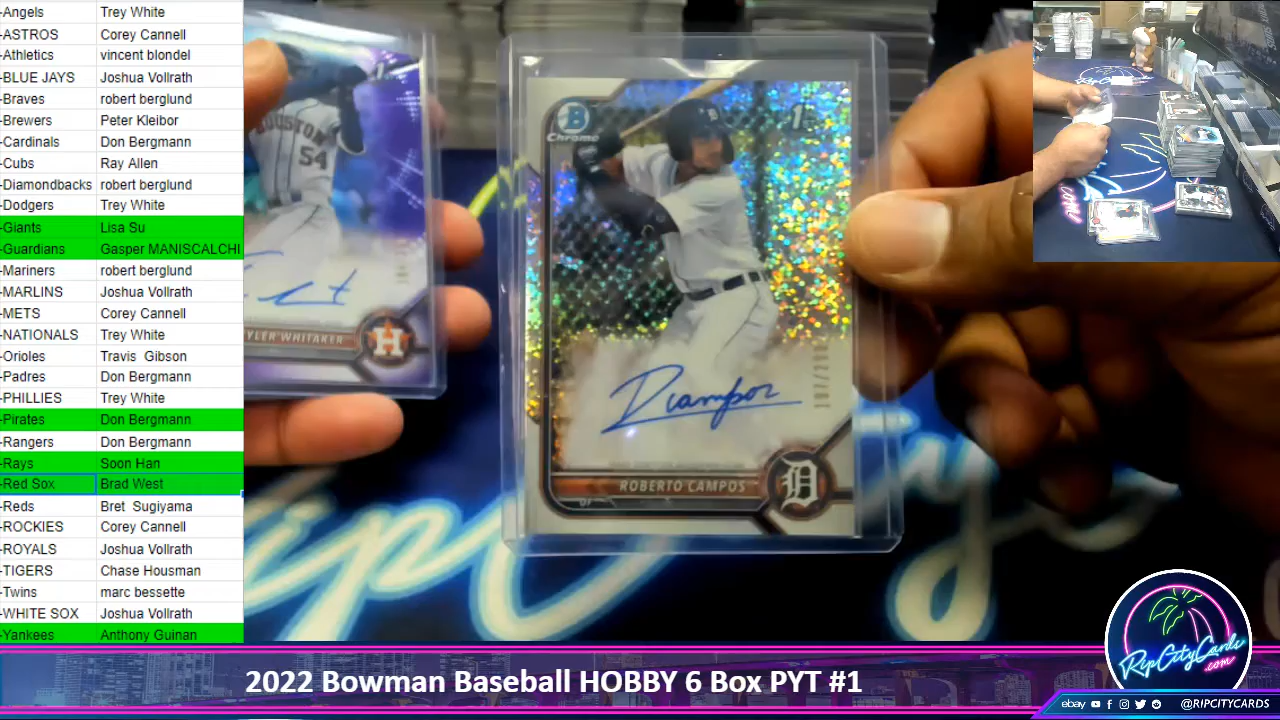 -Angels Trey White
-ASTROS Corey Cannell
-Athletics vincent blondel
-BLUE JAYS Joshua Vollrath
-Braves robert berglund
-Brewers Peter Kleibor
-Cardinals Don Bergmann
-Cubs Ray Allen
-Diamondbacks robert berglund
-Dodgers Trey White
-Giants Lisa Su
-Guardians Gasper MANISCALCHI
-Mariners robert berglund
-MARLINS Joshua Vollrath
-METS Corey Cannell
-NATIONALS Trey White
-Orioles Travis Gibson
-Padres Don Bergmann
-PHILLIES Trey White
-Pirates Don Bergmann
-Rangers Don Bergmann
-Rays Soon Han
-Red Sox Brad West
-Reds Bret Sugiyama
-ROCKIES Corey Cannell
-ROYALS Joshua Vollrath
-TIGERS Chase Housman
-Twins marc bessette
-WHITE SOX Joshua Vollrath
-Yankees Anthony Guinan
HOUSTON
54
YLER WHITAKER
H
B
Chrome
1st
Dcampos
ROBERTO CAMPOS
OF
D
2022 Bowman Baseball HOBBY 6 Box PYT #1
RipCityCards
.com
ebay @RIPCITYCARDS